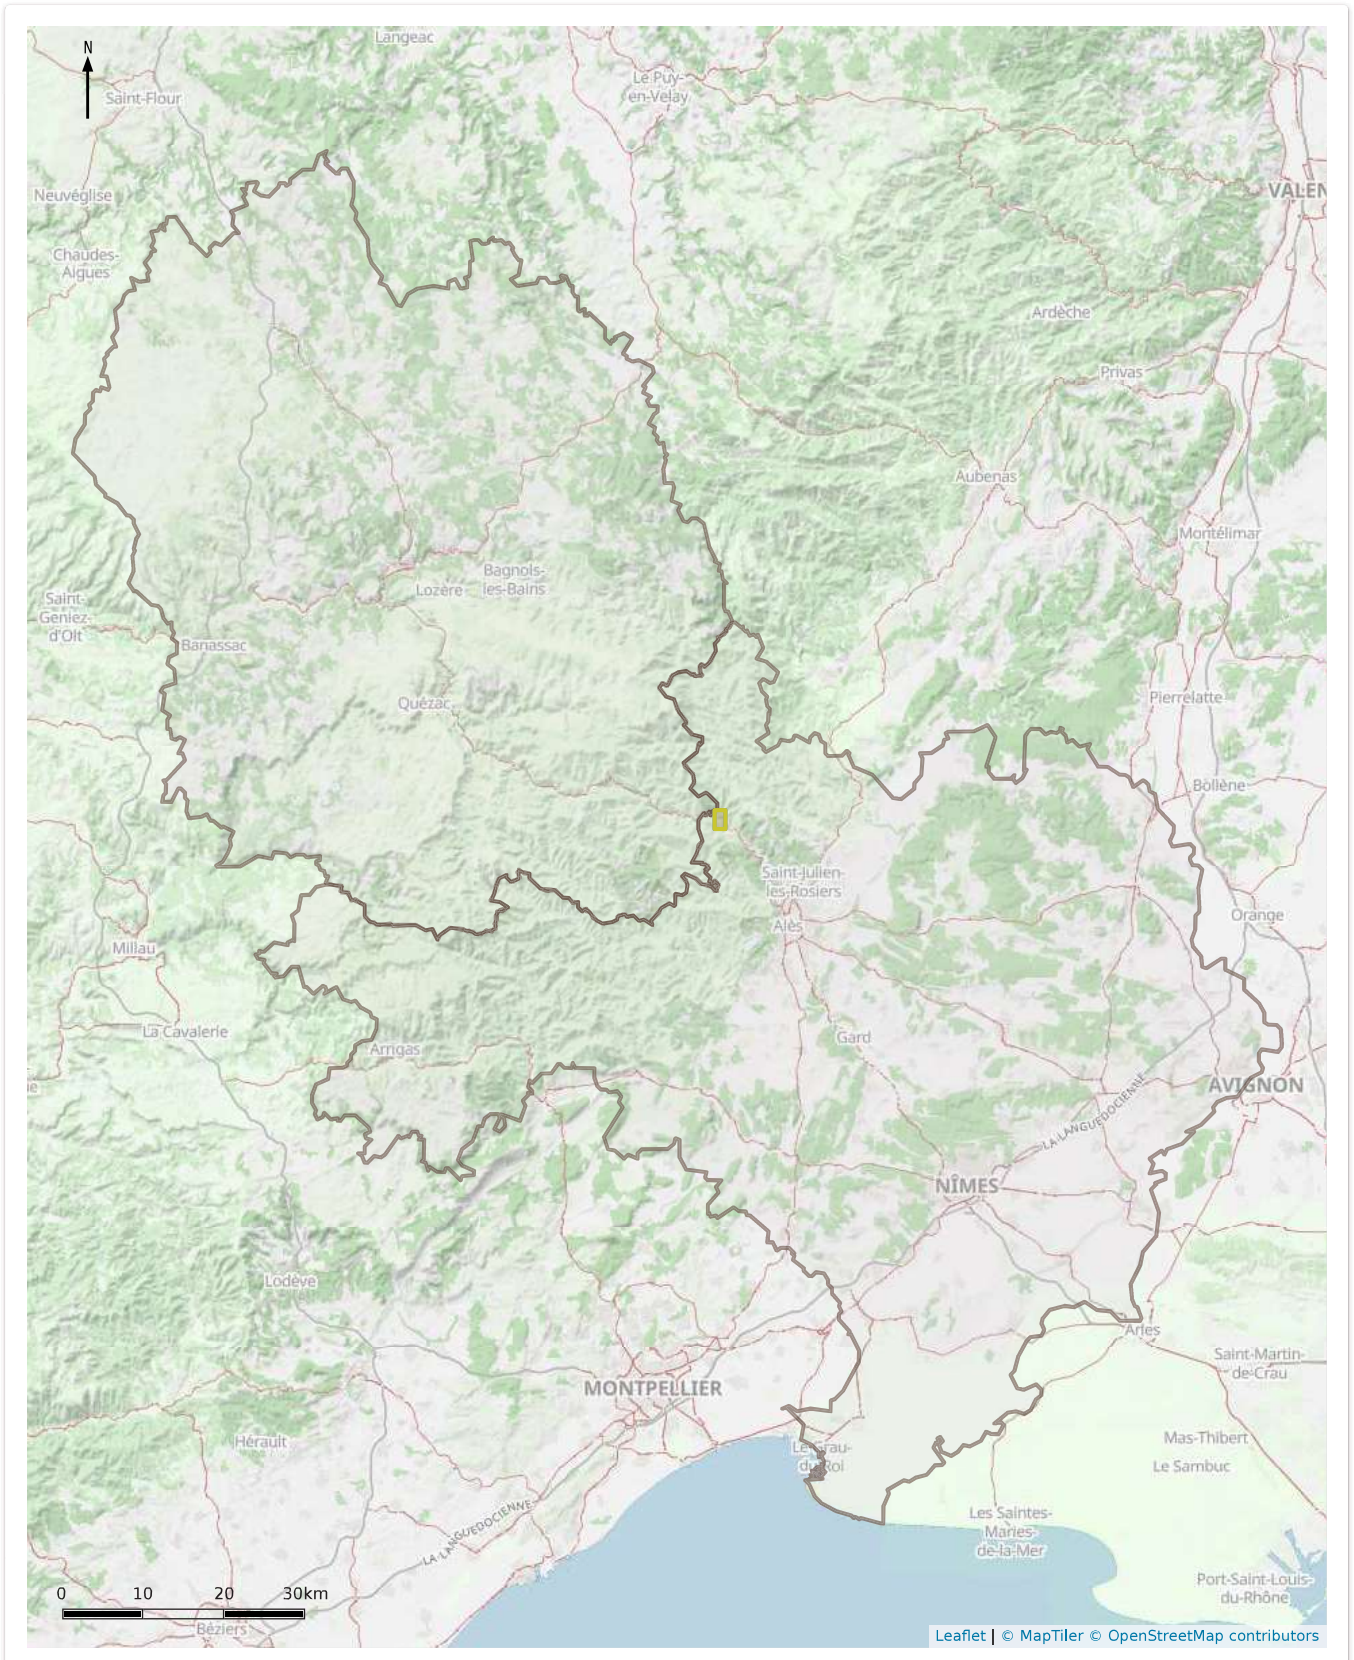 Langeac
N
Le Puy-
en-Velay
Saint-Flour
Neuvéglise
VALEN
Chaudes-
Aigues
Ardèche
Privas
Aubenas
Montélimar
Bagnols-
les-Bains
Lozère
Saint-
Geniez-
d'Olt
Banassac
Quézac
Pierrelatte
Bollène
Saint-Julien-
les-Rosiers
Orange
Alès
Millau
La Cavalerie
Gard
Arrigas
ie
AVIGNON
LA LANGUEDOCIENNE
NÎMES
Lodève
Arles
Saint-Martin-
de-Crau
MONTPELLIER
Hérault
Mas-Thibert
Le Grau-
du-Roi
Le Sambuc
LA LANGUEDOCIENNE
Les Saintes-
Maries-
de-la-Mer
Port-Saint-Louis-
du-Rhône
0 10 20 30km
Béziers
Leaflet | © MapTiler © OpenStreetMap contributors